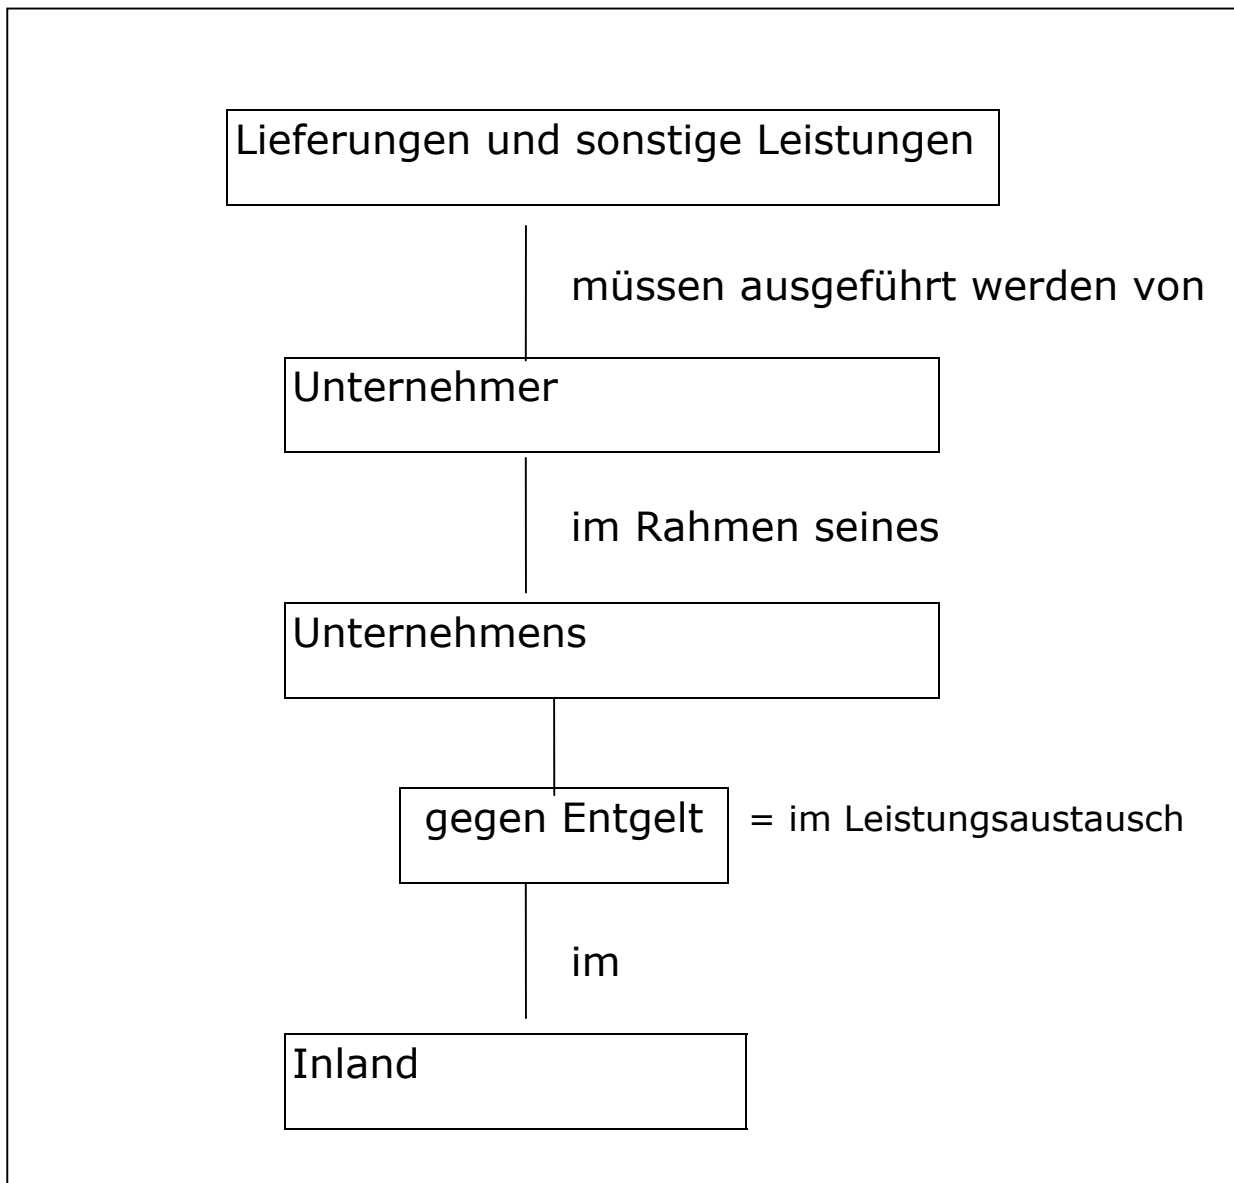 Lieferungen und sonstige Leistungen
müssen ausgeführt werden von
Unternehmer
im Rahmen seines
Unternehmens
gegen Entgelt = im Leistungsaustausch
im
Inland